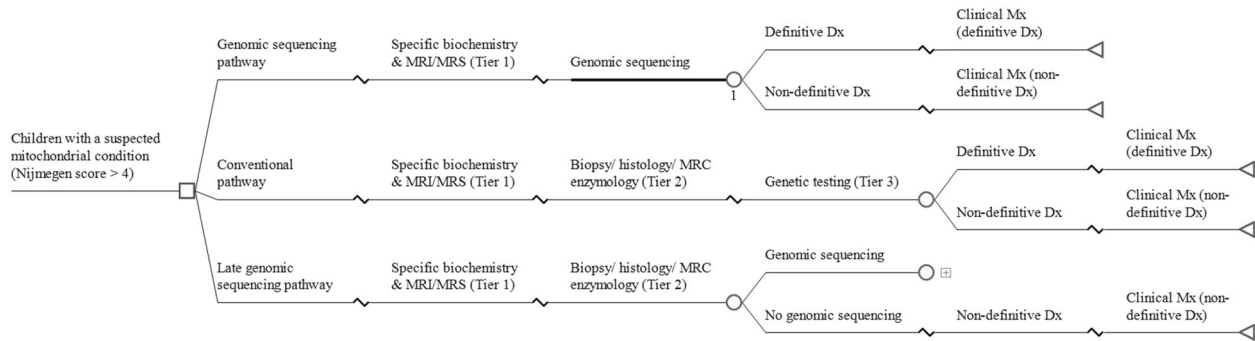 Children with a suspected
mitochondrial condition
(Nijmegen score > 4)
Genomic sequencing
pathway
Specific biochemistry
& MRI/MRS (Tier 1)
Genomic sequencing
1
Definitive Dx
Clinical Mx
(definitive Dx)
Non-definitive Dx
Clinical Mx (non-
definitive Dx)
Conventional
pathway
Specific biochemistry
& MRI/MRS (Tier 1)
Biopsy/ histology/ MRC
enzymology (Tier 2)
Genetic testing (Tier 3)
Definitive Dx
Clinical Mx
(definitive Dx)
Non-definitive Dx
Clinical Mx (non-
definitive Dx)
Late genomic
sequencing pathway
Specific biochemistry
& MRI/MRS (Tier 1)
Biopsy/ histology/ MRC
enzymology (Tier 2)
Genomic sequencing
No genomic sequencing
Non-definitive Dx
Clinical Mx (non-
definitive Dx)